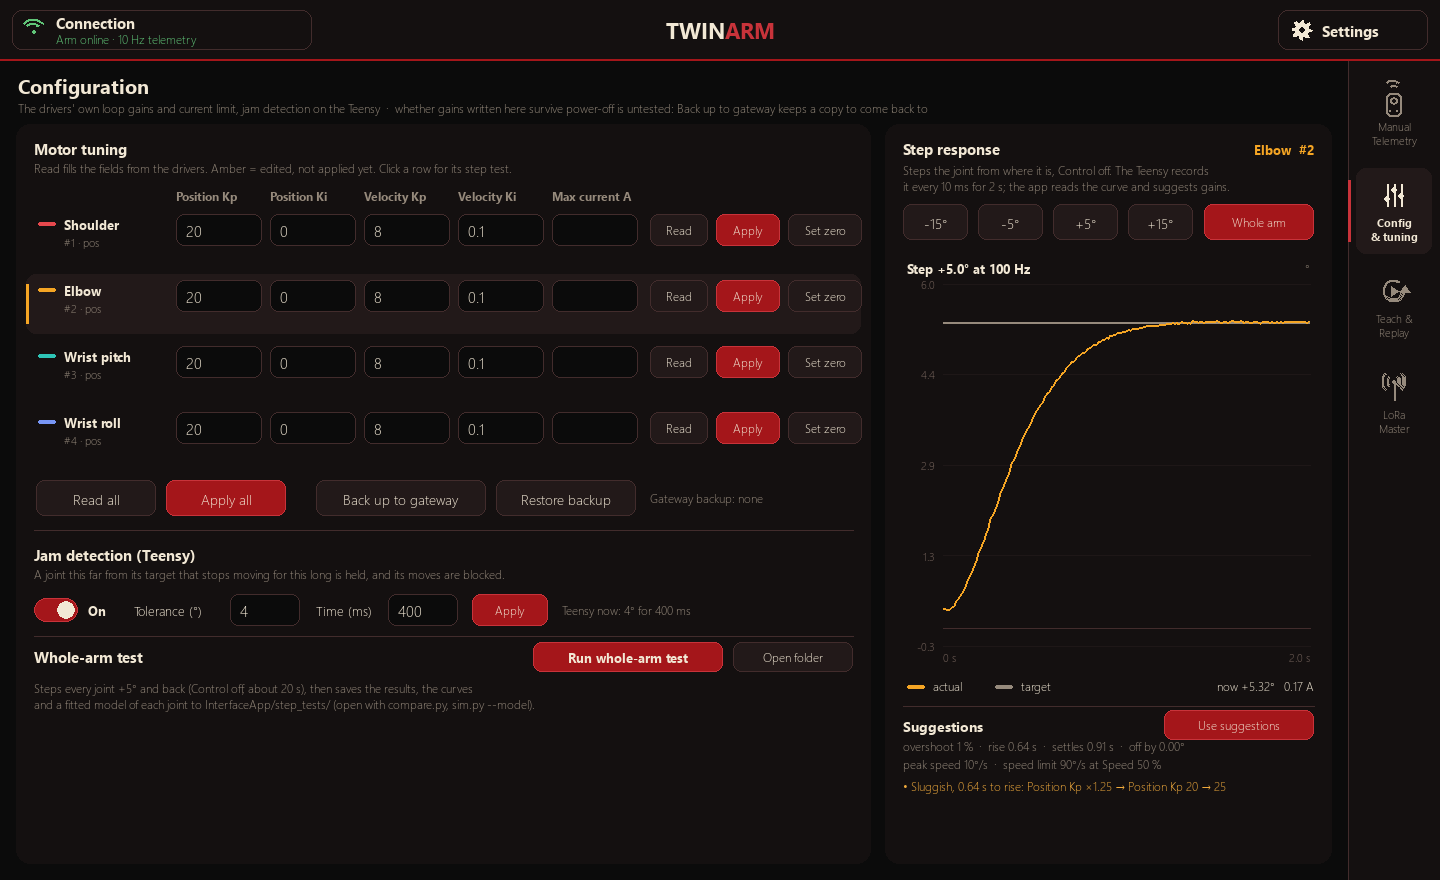 Connection
Arm online · 10 Hz telemetry
TWINARM
Settings
Configuration
The drivers' own loop gains and current limit, jam detection on the Teensy · whether gains written here survive power-off is untested: Back up to gateway keeps a copy to come back to
Motor tuning
Read fills the fields from the drivers. Amber = edited, not applied yet. Click a row for its step test.
Position Kp Position Ki Velocity Kp Velocity Ki Max current A
Shoulder 20 0 8 0.1 Read Apply Set zero
#1 · pos
Elbow 20 0 8 0.1 Read Apply Set zero
#2 · pos
Wrist pitch 20 0 8 0.1 Read Apply Set zero
#3 · pos
Wrist roll 20 0 8 0.1 Read Apply Set zero
#4 · pos
Read all Apply all Back up to gateway Restore backup Gateway backup: none
Jam detection (Teensy)
A joint this far from its target that stops moving for this long is held, and its moves are blocked.
On Tolerance (°) 4 Time (ms) 400 Apply Teensy now: 4° for 400 ms
Whole-arm test Run whole-arm test Open folder
Steps every joint +5° and back (Control off, about 20 s), then saves the results, the curves
and a fitted model of each joint to InterfaceApp/step_tests/ (open with compare.py, sim.py --model).
Step response Elbow #2
Steps the joint from where it is, Control off. The Teensy records
it every 10 ms for 2 s; the app reads the curve and suggests gains.
-15° -5° +5° +15° Whole arm
Step +5.0° at 100 Hz °
6.0
4.4
2.9
1.3
-0.3
0 s 2.0 s
actual target now +5.32° 0.17 A
Suggestions Use suggestions
overshoot 1 % · rise 0.64 s · settles 0.91 s · off by 0.00°
peak speed 10°/s · speed limit 90°/s at Speed 50 %
• Sluggish, 0.64 s to rise: Position Kp ×1.25 → Position Kp 20 → 25
Manual
Telemetry
Config
& tuning
Teach &
Replay
LoRa
Master